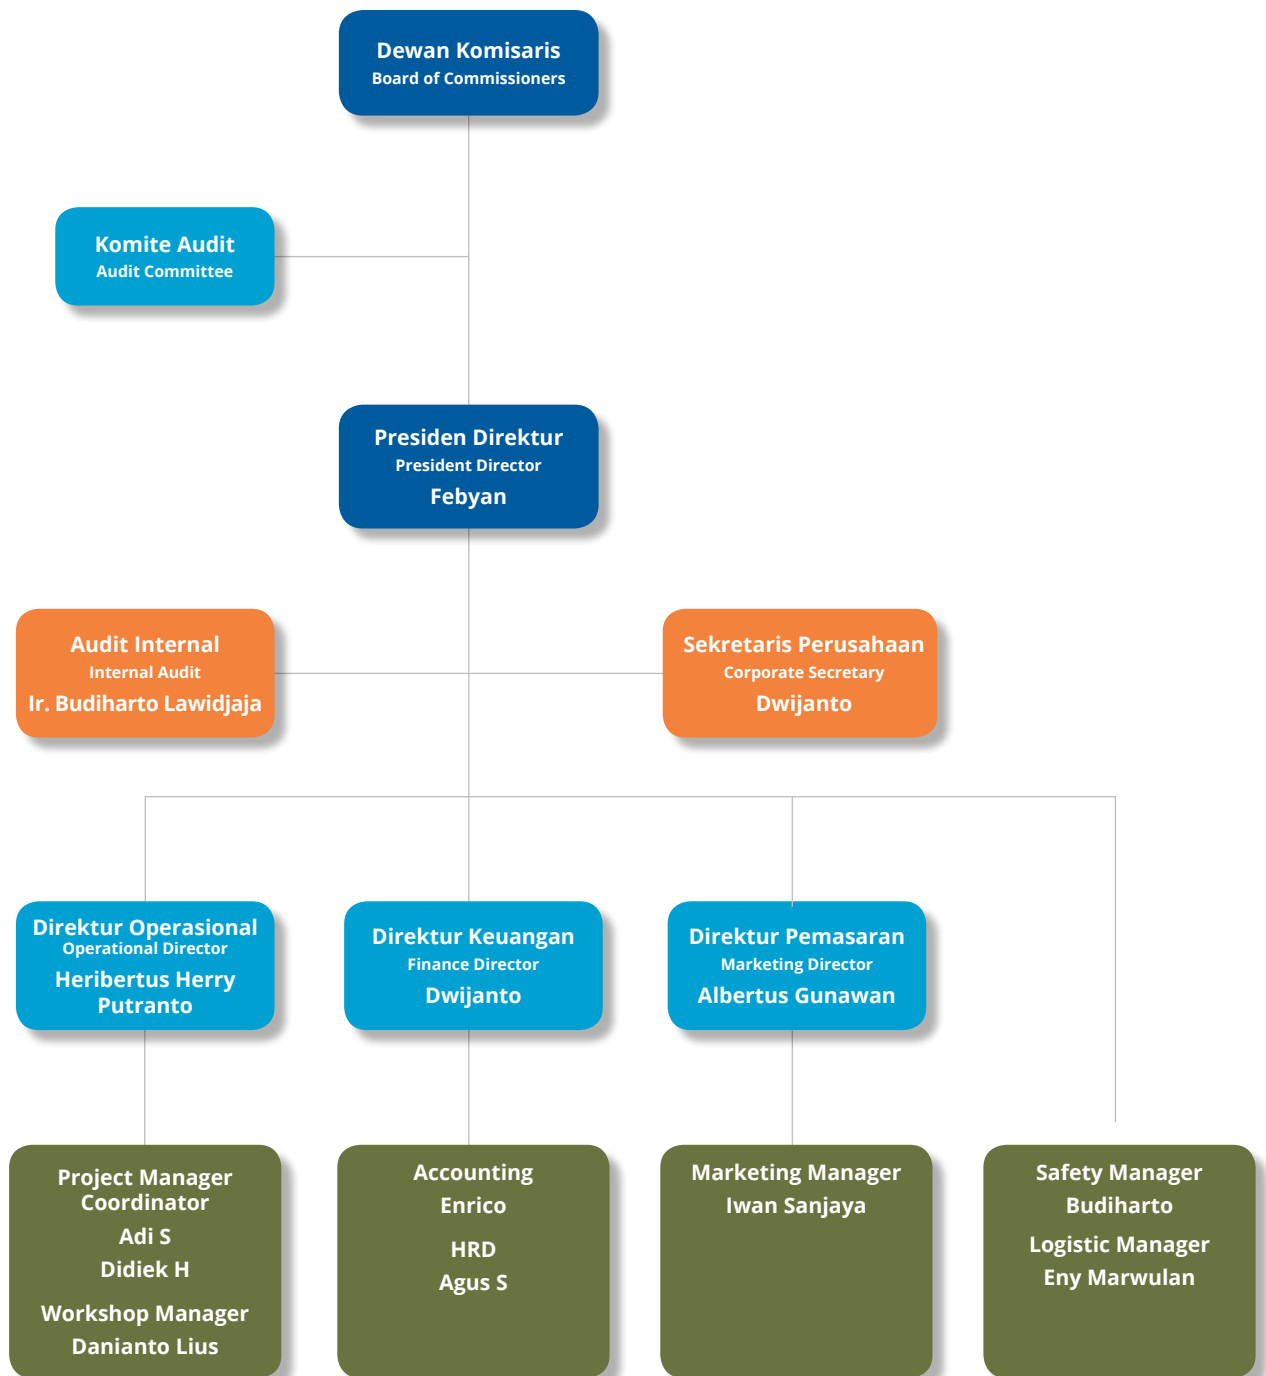 Dewan Komisaris
Board of Commissioners
Komite Audit
Audit Committee
Presiden Direktur
President Director
Febyan
Audit Internal
Internal Audit
Ir. Budiharto Lawidjaja
Sekretaris Perusahaan
Corporate Secretary
Dwijanto
Direktur Operasional
Operational Director
Heribertus Herry
Putranto
Direktur Keuangan
Finance Director
Dwijanto
Direktur Pemasaran
Marketing Director
Albertus Gunawan
Project Manager
Coordinator
Adi S
Didiek H
Workshop Manager
Danianto Lius
Accounting
Enrico
HRD
Agus S
Marketing Manager
Iwan Sanjaya
Safety Manager
Budiharto
Logistic Manager
Eny Marwulan